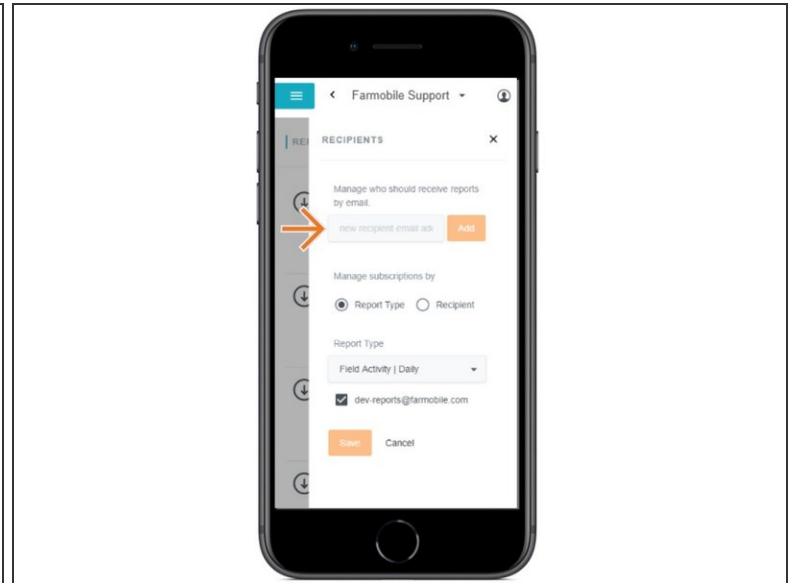 Farmobile Support
REI
RECIPIENTS
Manage who should receive reports
by email.
new recipient email
Add
Manage subscriptions by
Report Type
Recipient
Report Type
Field Activity | Daily
dev-reports@farmobile.com
Save
Cancel